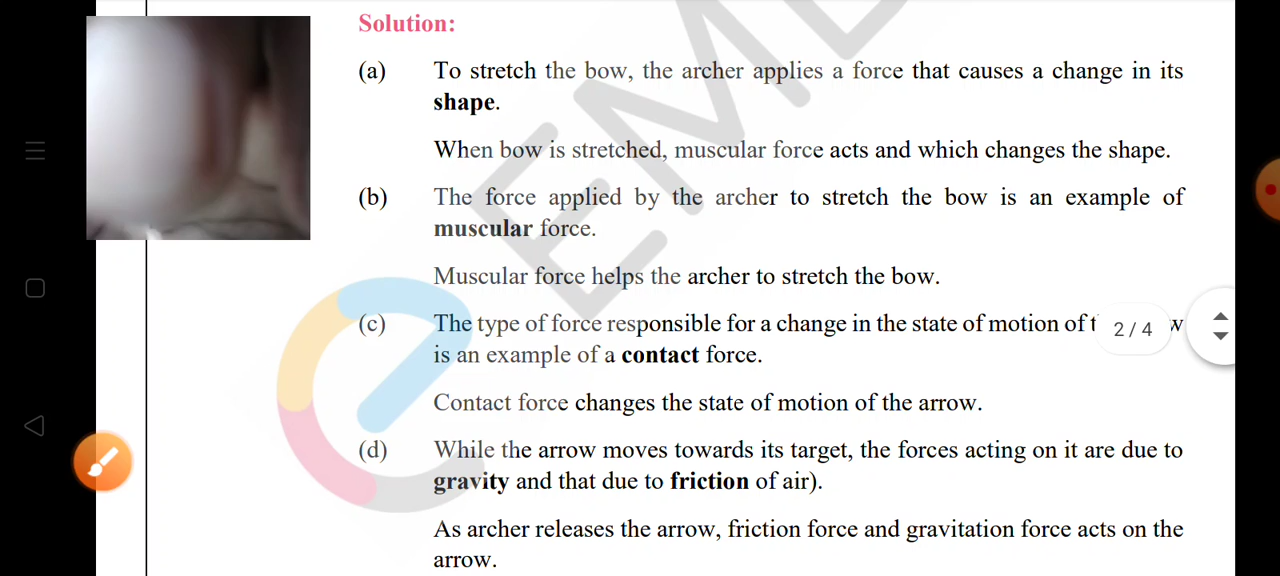 Solution:
(a) To stretch the bow, the archer applies a force that causes a change in its
shape.
When bow is stretched, muscular force acts and which changes the shape.
(b) The force applied by the archer to stretch the bow is an example of
muscular force.
Muscular force helps the archer to stretch the bow.
(c) The type of force responsible for a change in the state of motion of
2 / 4
is an example of a contact force.
Contact force changes the state of motion of the arrow.
(d) While the arrow moves towards its target, the forces acting on it are due to
gravity and that due to friction of air).
As archer releases the arrow, friction force and gravitation force acts on the
arrow.